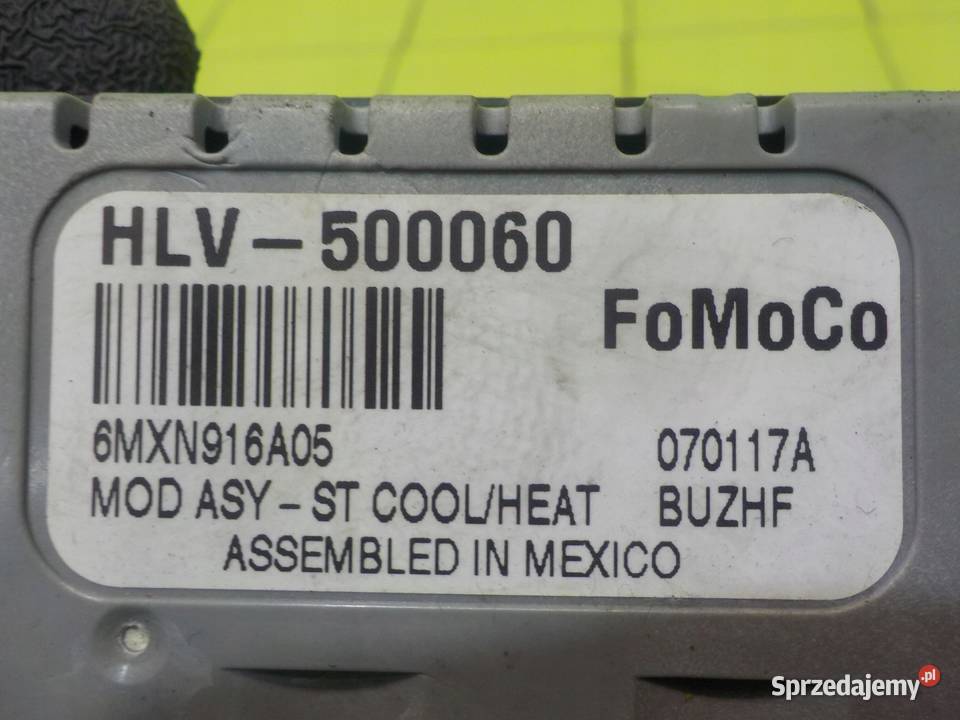 HLV-500060
FoMoCo
6MXN916A05 070117A
MOD ASY - ST COOL/HEAT BUZHF
ASSEMBLED IN MEXICO
Sprzedajemy.pl